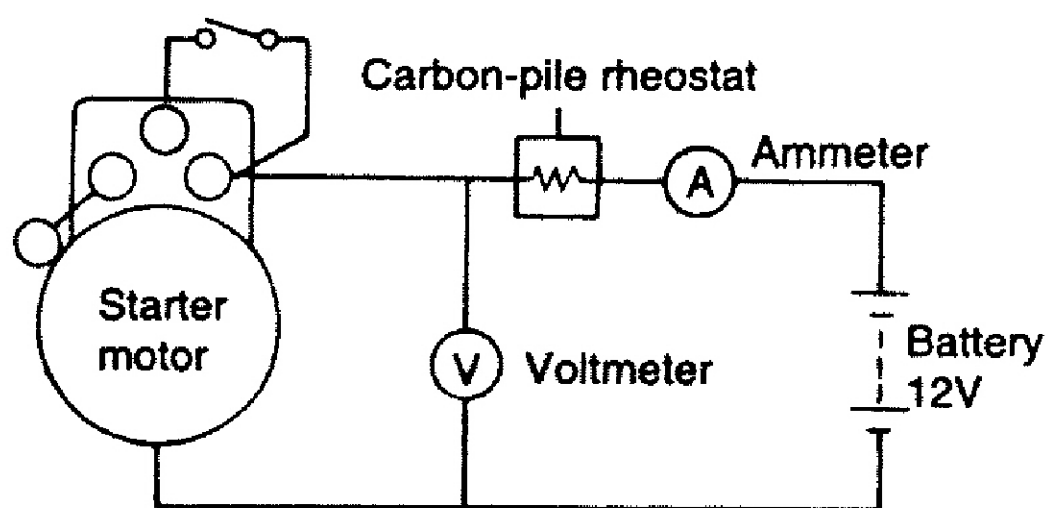 Carbon-pile rheostat
Ammeter
A
Starter
motor
V
Voltmeter
Battery
12V